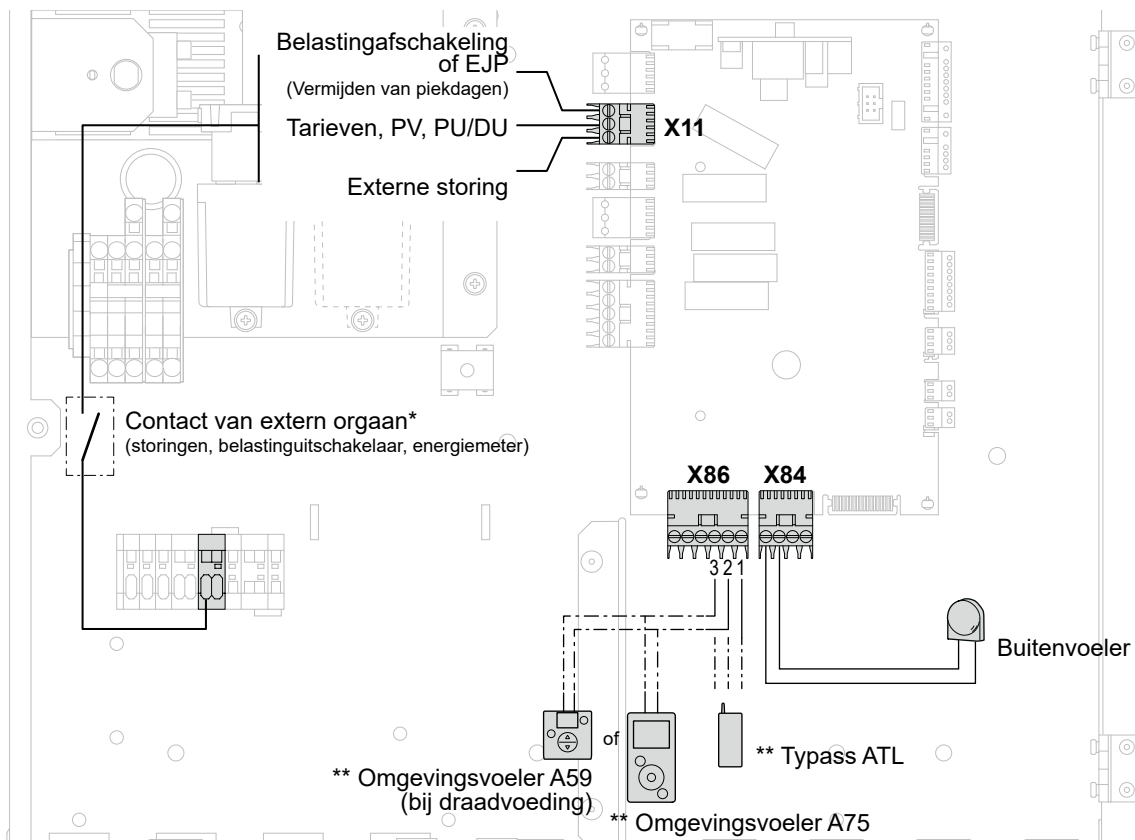 Belastingafschakeling
of EJP
(Vermijden van piekdagen)
Tarieven, PV, PU/DU
X11
Externe storing
Contact van extern orgaan*
(storingen, belastinguitschakelaar, energiemeter)
X86
X84
3 2 1
Buitenvoeler
of
** Omgevingsvoeler A59
(bij draadvoeding)
** Typass ATL
** Omgevingsvoeler A75